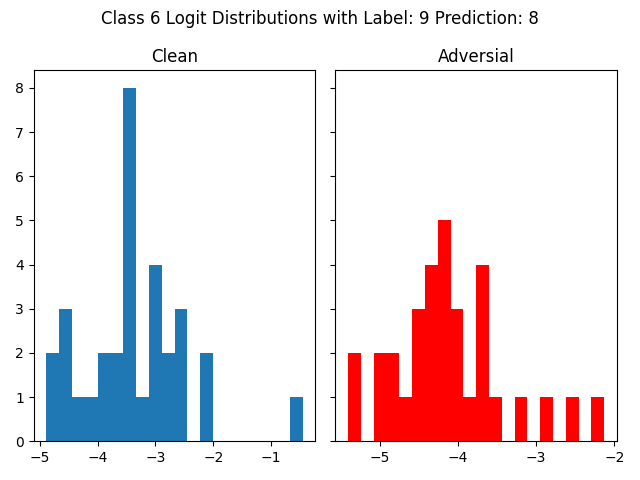 Class 6 Logit Distributions with Label: 9 Prediction: 8
Clean
Adversial
8
7
6
5
4
3
2
1
0
−5 −4 −3 −2 −1
−5 −4 −3 −2